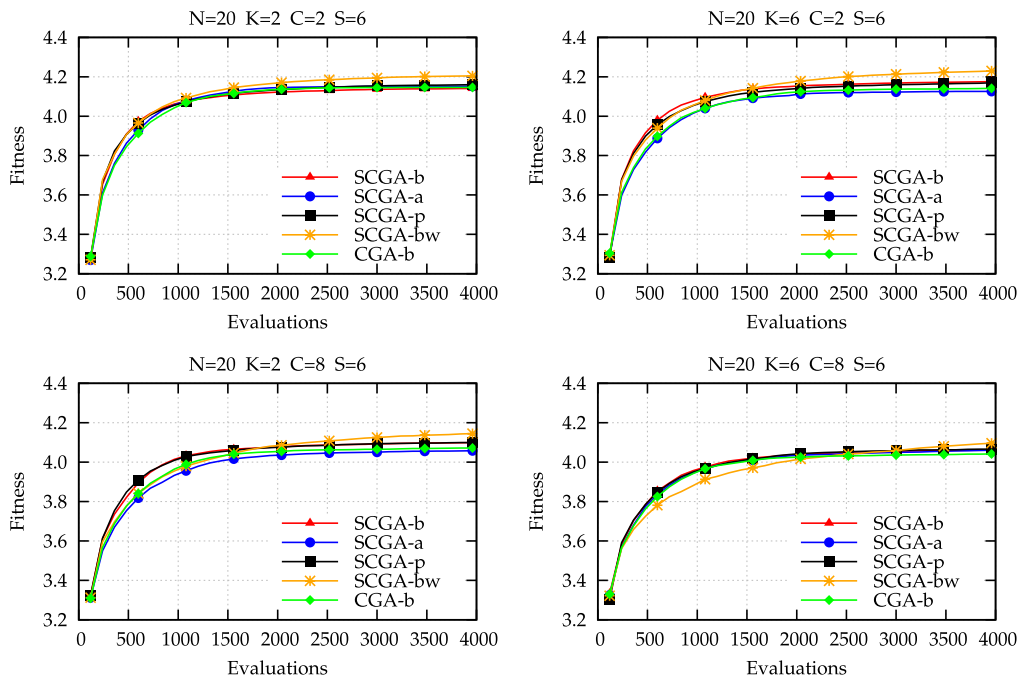 N=20 K=2 C=2 S=6
4.4
4.2
4.0
3.8
3.6
3.4
3.2
Fitness
SCGA-b
SCGA-a
SCGA-p
SCGA-bw
CGA-b
0 500 1000 1500 2000 2500 3000 3500 4000
Evaluations
N=20 K=6 C=2 S=6
4.4
4.2
4.0
3.8
3.6
3.4
3.2
Fitness
SCGA-b
SCGA-a
SCGA-p
SCGA-bw
CGA-b
0 500 1000 1500 2000 2500 3000 3500 4000
Evaluations
N=20 K=2 C=8 S=6
4.4
4.2
4.0
3.8
3.6
3.4
3.2
Fitness
SCGA-b
SCGA-a
SCGA-p
SCGA-bw
CGA-b
0 500 1000 1500 2000 2500 3000 3500 4000
Evaluations
N=20 K=6 C=8 S=6
4.4
4.2
4.0
3.8
3.6
3.4
3.2
Fitness
SCGA-b
SCGA-a
SCGA-p
SCGA-bw
CGA-b
0 500 1000 1500 2000 2500 3000 3500 4000
Evaluations